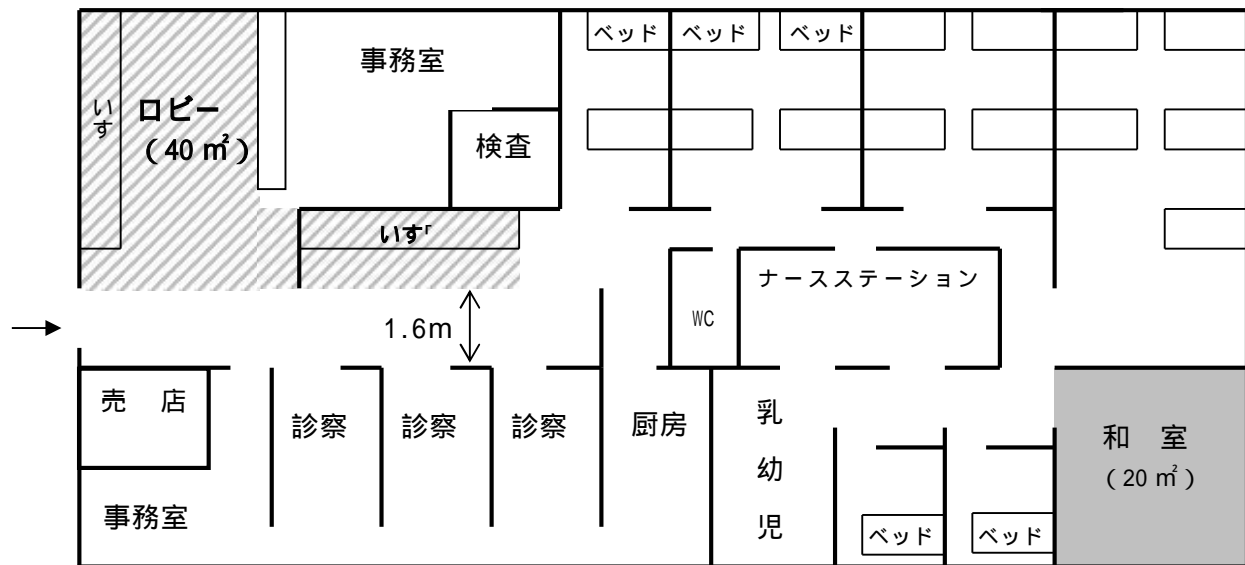 ベッド
ベッド
ベッド
事務室
いす
ロビー
（40㎡）
検査
いす「
ナースステーション
WC
1.6m
売　店
診察
診察
診察
厨房
乳幼児
和　室
（20㎡）
事務室
ベッド
ベッド